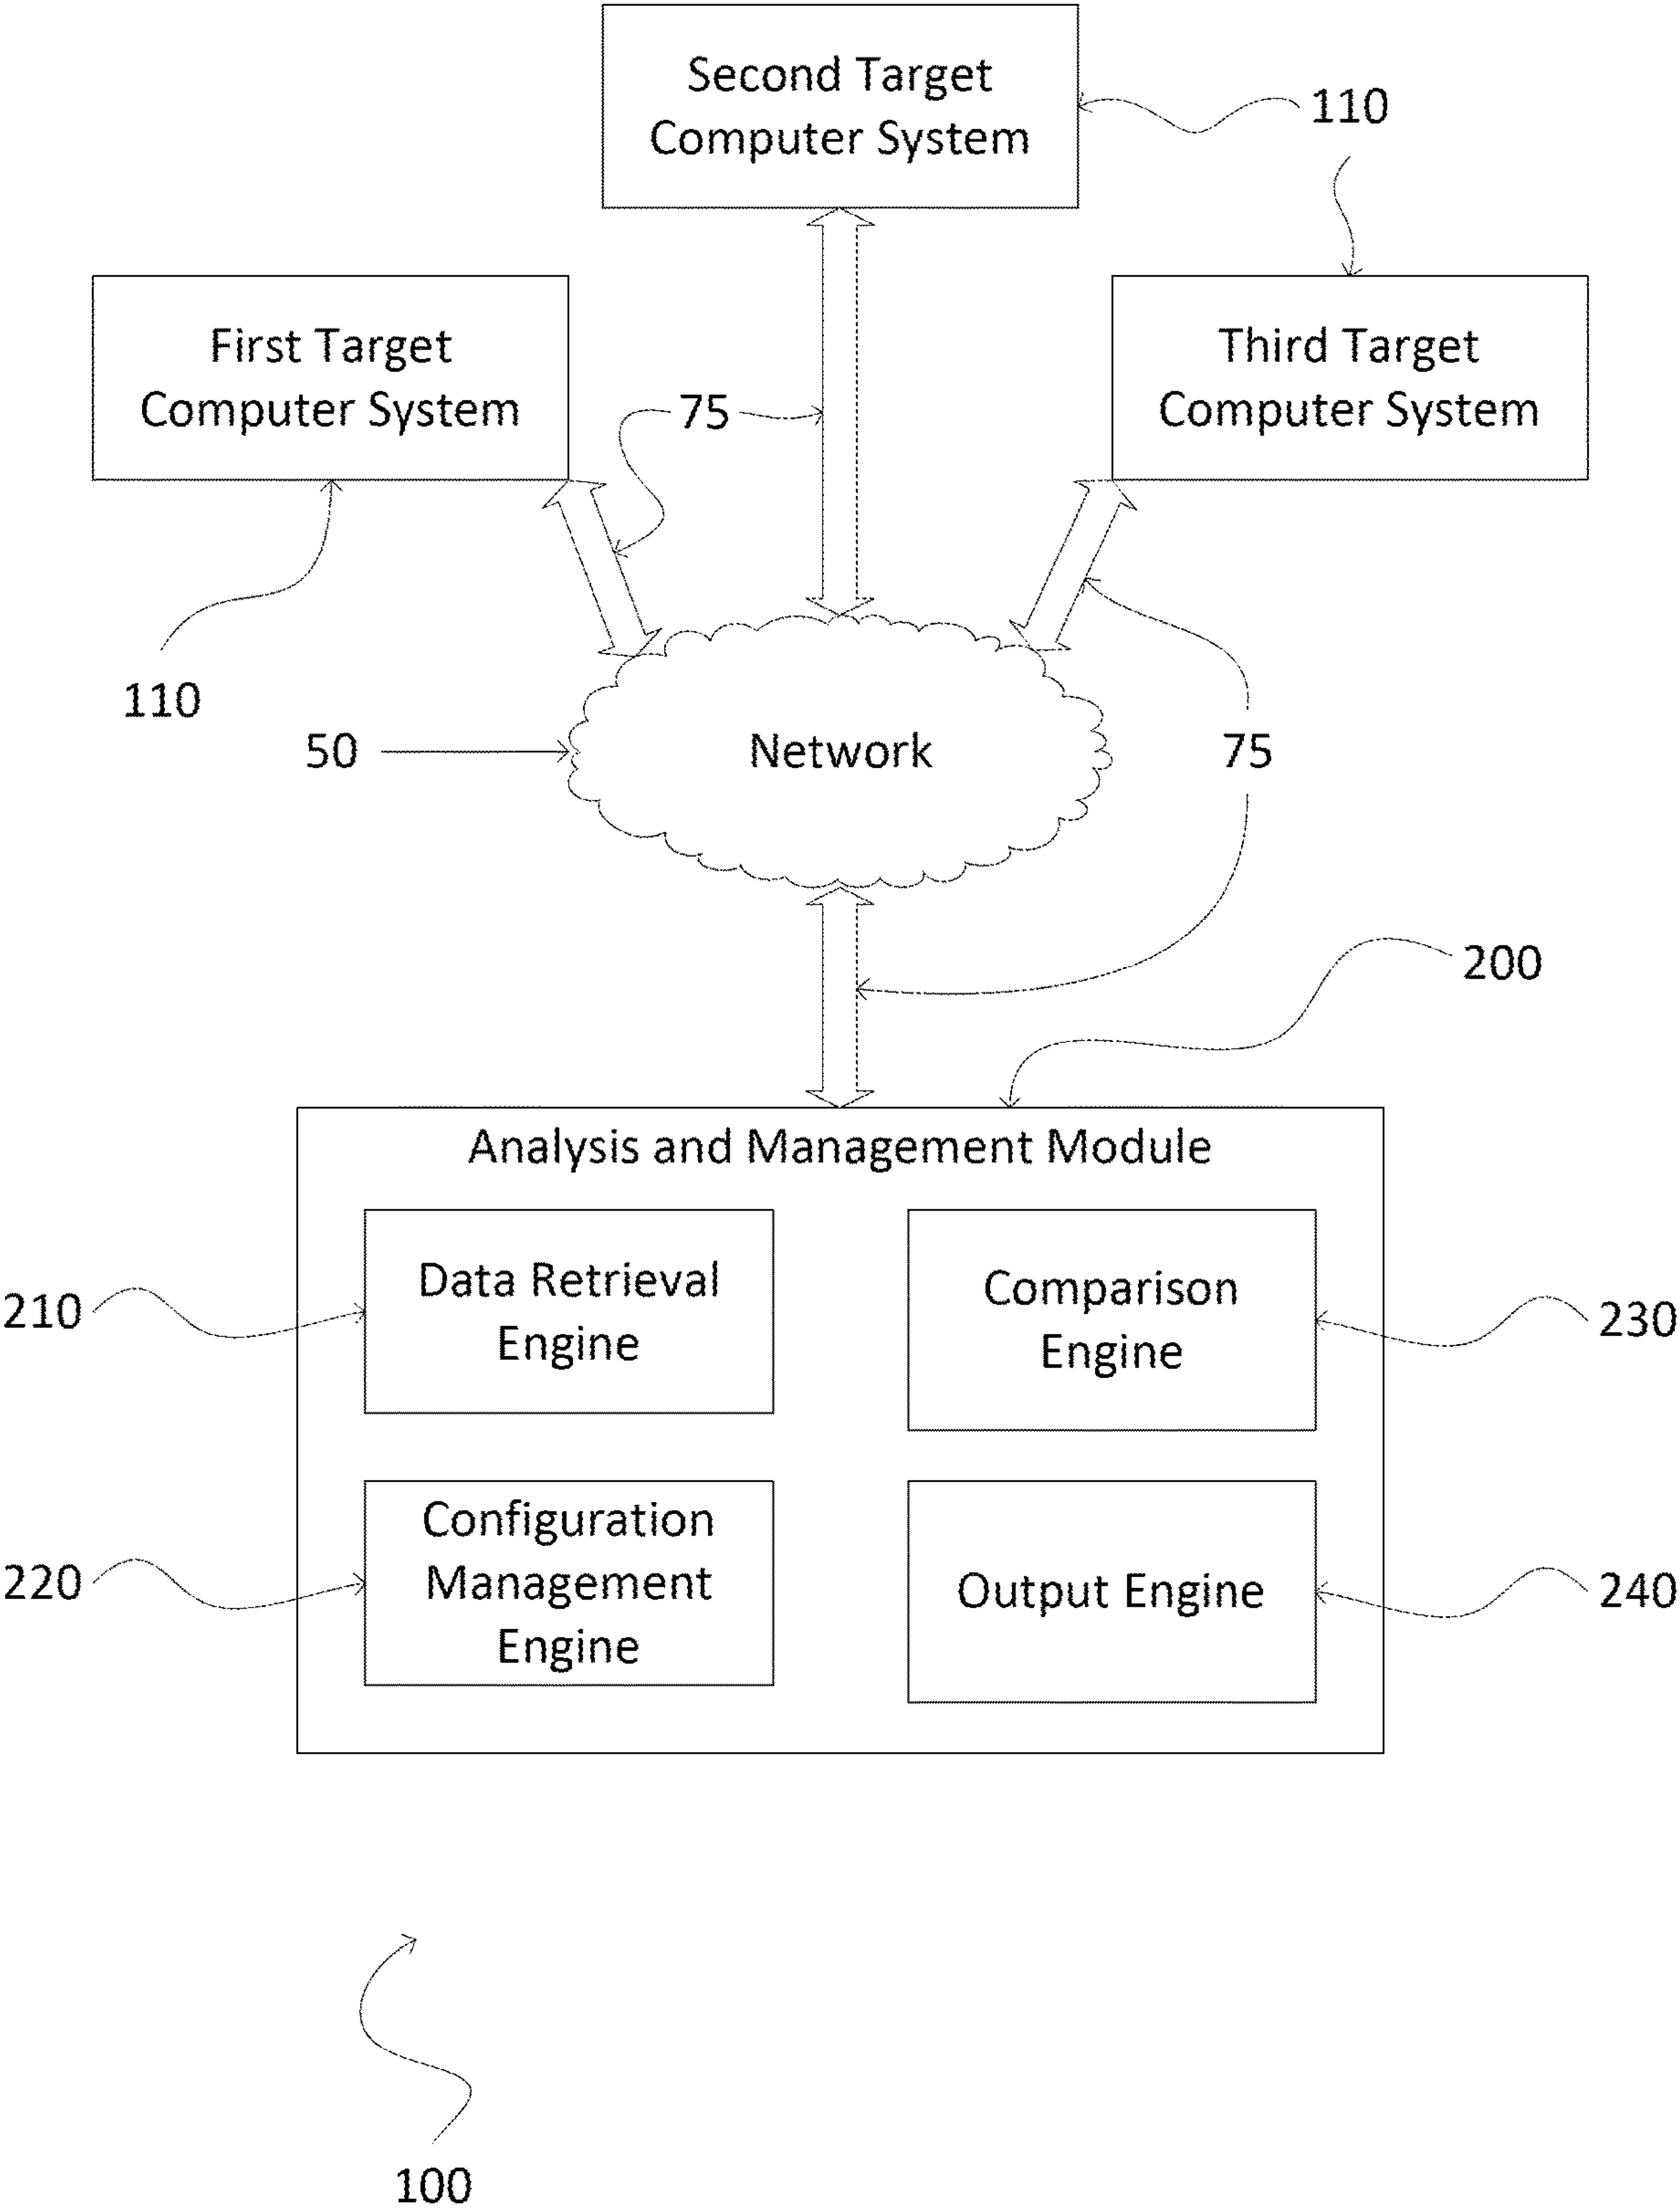 Second Target
Computer System
110
First Target
Computer System
Third Target
Computer System
75
110
50
Network
75
200
Analysis and Management Module
Data Retrieval
Engine
Comparison
Engine
210
230
Configuration
Management
Engine
Output Engine
220
240
100